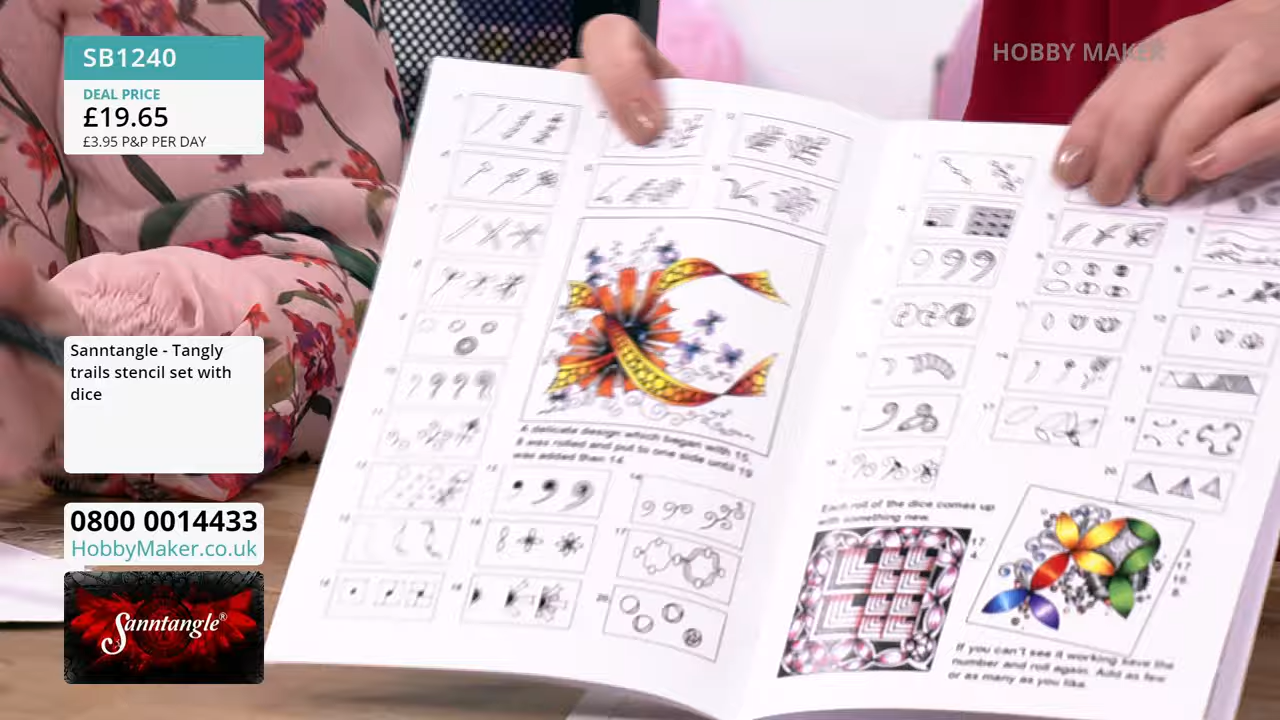 SB1240
DEAL PRICE
£19.65
£3.95 P&P PER DAY
HOBBY MAKER
Sanntangle - Tangly
trails stencil set with
dice
0800 0014433
HobbyMaker.co.uk
Sanntangle®
A delicate design which began with 15.
It was rolled and put to one side until 19
was added then 14.
Each roll of the dice comes up
with something new.
If you can't see it working save the
number and roll again. Add as few
or as many as you like.